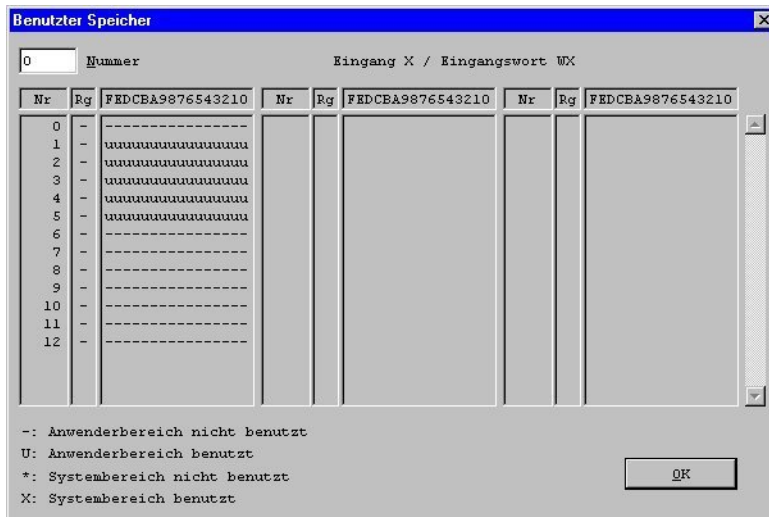 Benutzter Speicher
0 Nummer Eingang X / Eingangswort WX
Nr Rg FEDCBA9876543210 Nr Rg FEDCBA9876543210 Nr Rg FEDCBA9876543210
0 - ----------------
1 - uuuuuuuuuuuuuuuu
2 - uuuuuuuuuuuuuuuu
3 - uuuuuuuuuuuuuuuu
4 - uuuuuuuuuuuuuuuu
5 - uuuuuuuuuuuuuuuu
6 - ----------------
7 - ----------------
8 - ----------------
9 - ----------------
10 - ----------------
11 - ----------------
12 - ----------------
-: Anwenderbereich nicht benutzt
U: Anwenderbereich benutzt
*: Systembereich nicht benutzt
X: Systembereich benutzt
OK